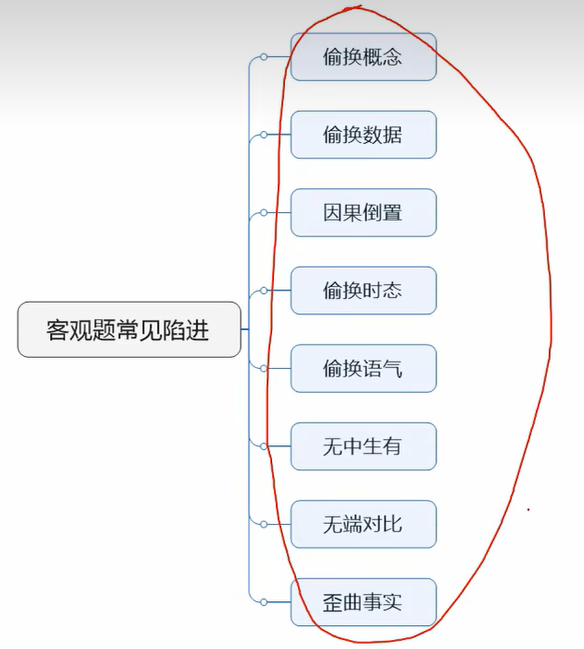 偷换概念
偷换数据
因果倒置
偷换时态
客观题常见陷进
偷换语气
无中生有
无端对比
歪曲事实